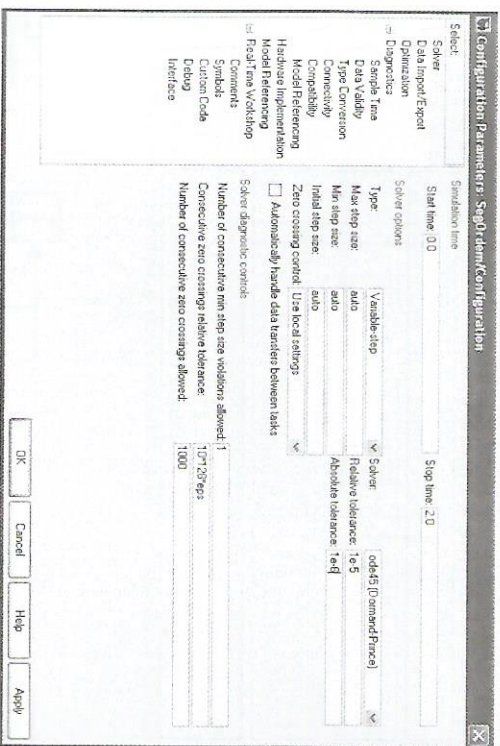 Configuration Parameters: SegOrdem/Configuration
Select:
Solver
Data Import/Export
Optimization
Diagnostics
Sample Time
Data Validity
Type Conversion
Connectivity
Compatibility
Model Referencing
Hardware Implementation
Model Referencing
Real-Time Workshop
Comments
Symbols
Custom Code
Debug
Interface
Simulation time
Start time: 0.0 Stop time: 2.0
Solver options
Type: Variable-step Solver: ode45 (Dormand-Prince)
Max step size: auto Relative tolerance: 1e-5
Min step size: auto Absolute tolerance: 1e-6
Initial step size: auto
Zero crossing control: Use local settings
Automatically handle data transfers between tasks
Solver diagnostic controls
Number of consecutive min step size violations allowed: 1
Consecutive zero crossings relative tolerance: 10*128*eps
Number of consecutive zero crossings allowed: 1000
OK Cancel Help Apply